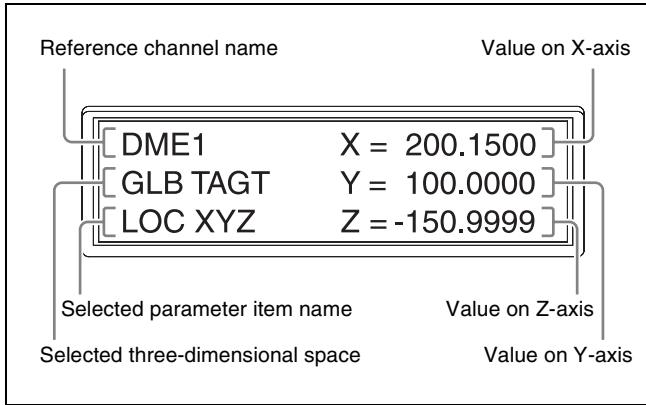 Reference channel name Value on X-axis
DME1 X = 200.1500
GLB TAGT Y = 100.0000
LOC XYZ Z = -150.9999
Selected parameter item name Value on Z-axis
Selected three-dimensional space Value on Y-axis